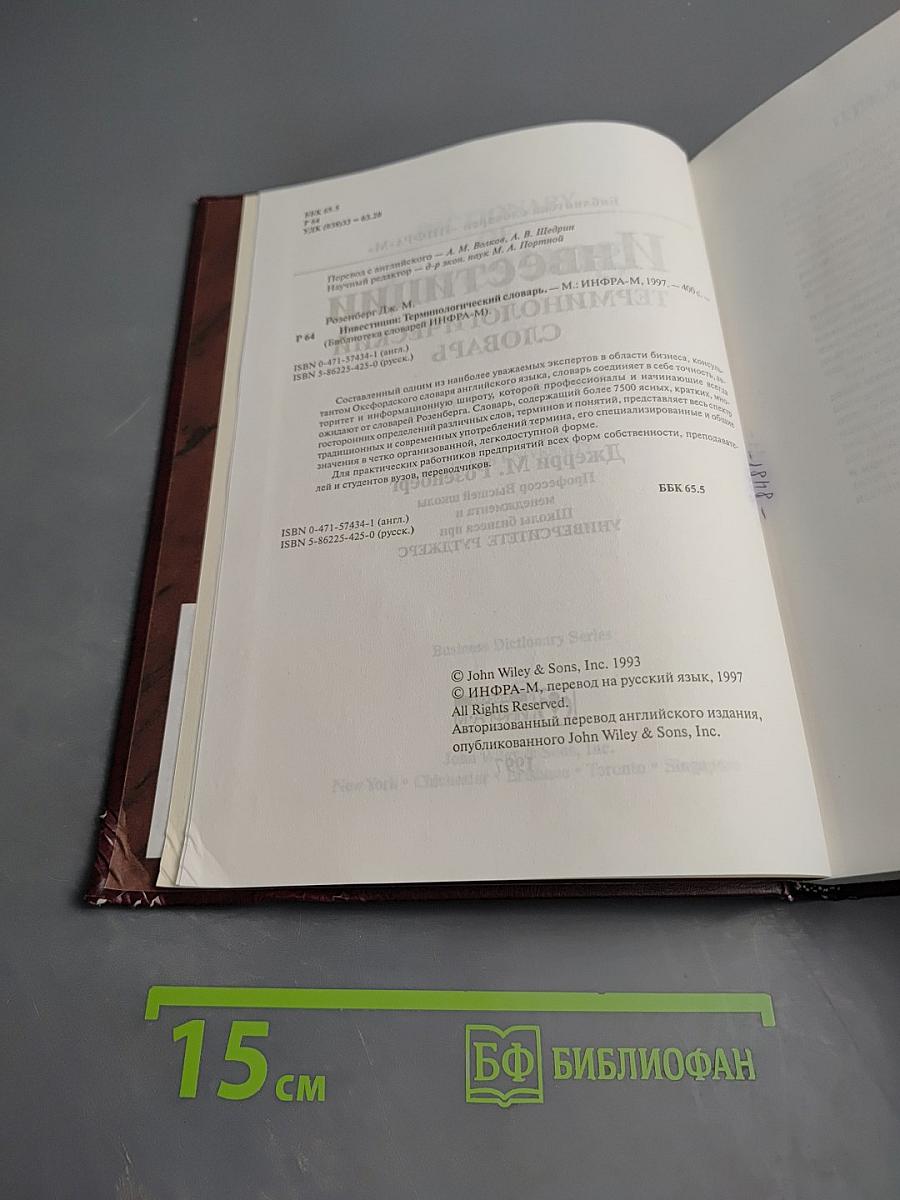 ББК 65.5
Р 64
УДК (038)33 = 63.20
Перевод с английского — А. М. Волков, А. В. Щедрин
Научный редактор — д-р экон. наук М. А. Портной
Розенберг Дж. М.
Р 64 Инвестиции: Терминологический словарь. — М.: ИНФРА-М, 1997. — 400 с. —
(Библиотека словарей ИНФРА-М).
ISBN 0-471-57434-1 (англ.)
ISBN 5-86225-425-0 (русск.)
Составленный одним из наиболее уважаемых экспертов в области бизнеса, консуль-
тантом Оксфордского словаря английского языка, словарь соединяет в себе точность, ав-
торитет и информационную широту, которой профессионалы и начинающие всегда
ожидают от словарей Розенберга. Словарь, содержащий более 7500 ясных, кратких, мно-
госторонних определений различных слов, терминов и понятий, представляет весь спектр
традиционных и современных употреблений термина, его специализированные и общие
значения в четко организованной, легкодоступной форме.
Для практических работников предприятий всех форм собственности, преподавате-
лей и студентов вузов, переводчиков.
ББК 65.5
ISBN 0-471-57434-1 (англ.)
ISBN 5-86225-425-0 (русск.)
Business Dictionary Series
© John Wiley & Sons, Inc. 1993
© ИНФРА-М, перевод на русский язык, 1997
All Rights Reserved.
Авторизованный перевод английского издания,
опубликованного John Wiley & Sons, Inc.
15 см
БФ БИБЛИОФАН